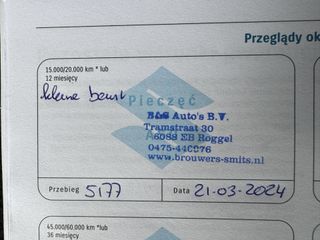 Przeglądy ok
15.000/20.000 km * lub
12 miesięcy
kleine beurt
Pieczęć
B&S Auto's B.V.
Tramstraat 30
6088 EB Roggel
0475-440076
www.brouwers-smits.nl
Przebieg 5177
Data 21-03-2024
45.000/60.000 km * lub
36 miesięcy